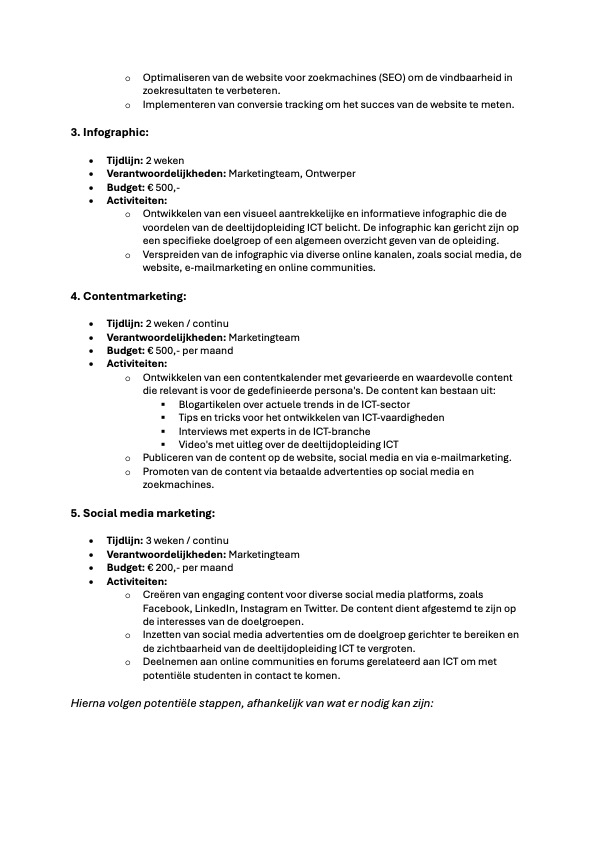 o Optimaliseren van de website voor zoekmachines (SEO) om de vindbaarheid in
zoekresultaten te verbeteren.
o Implementeren van conversie tracking om het succes van de website te meten.
3. Infographic:
• Tijdlijn: 2 weken
• Verantwoordelijkheden: Marketingteam, Ontwerper
• Budget: € 500,-
• Activiteiten:
o Ontwikkelen van een visueel aantrekkelijke en informatieve infographic die de
voordelen van de deeltijdopleiding ICT belicht. De infographic kan gericht zijn op
een specifieke doelgroep of een algemeen overzicht geven van de opleiding.
o Verspreiden van de infographic via diverse online kanalen, zoals social media, de
website, e-mailmarketing en online communities.
4. Contentmarketing:
• Tijdlijn: 2 weken / continu
• Verantwoordelijkheden: Marketingteam
• Budget: € 500,- per maand
• Activiteiten:
o Ontwikkelen van een contentkalender met gevarieerde en waardevolle content
die relevant is voor de gedefinieerde persona's. De content kan bestaan uit:
▪ Blogartikelen over actuele trends in de ICT-sector
▪ Tips en tricks voor het ontwikkelen van ICT-vaardigheden
▪ Interviews met experts in de ICT-branche
▪ Video's met uitleg over de deeltijdopleiding ICT
o Publiceren van de content op de website, social media en via e-mailmarketing.
o Promoten van de content via betaalde advertenties op social media en
zoekmachines.
5. Social media marketing:
• Tijdlijn: 3 weken / continu
• Verantwoordelijkheden: Marketingteam
• Budget: € 200,- per maand
• Activiteiten:
o Creëren van engaging content voor diverse social media platforms, zoals
Facebook, LinkedIn, Instagram en Twitter. De content dient afgestemd te zijn op
de interesses van de doelgroepen.
o Inzetten van social media advertenties om de doelgroep gerichter te bereiken en
de zichtbaarheid van de deeltijdopleiding ICT te vergroten.
o Deelnemen aan online communities en forums gerelateerd aan ICT om met
potentiële studenten in contact te komen.
Hierna volgen potentiële stappen, afhankelijk van wat er nodig kan zijn: